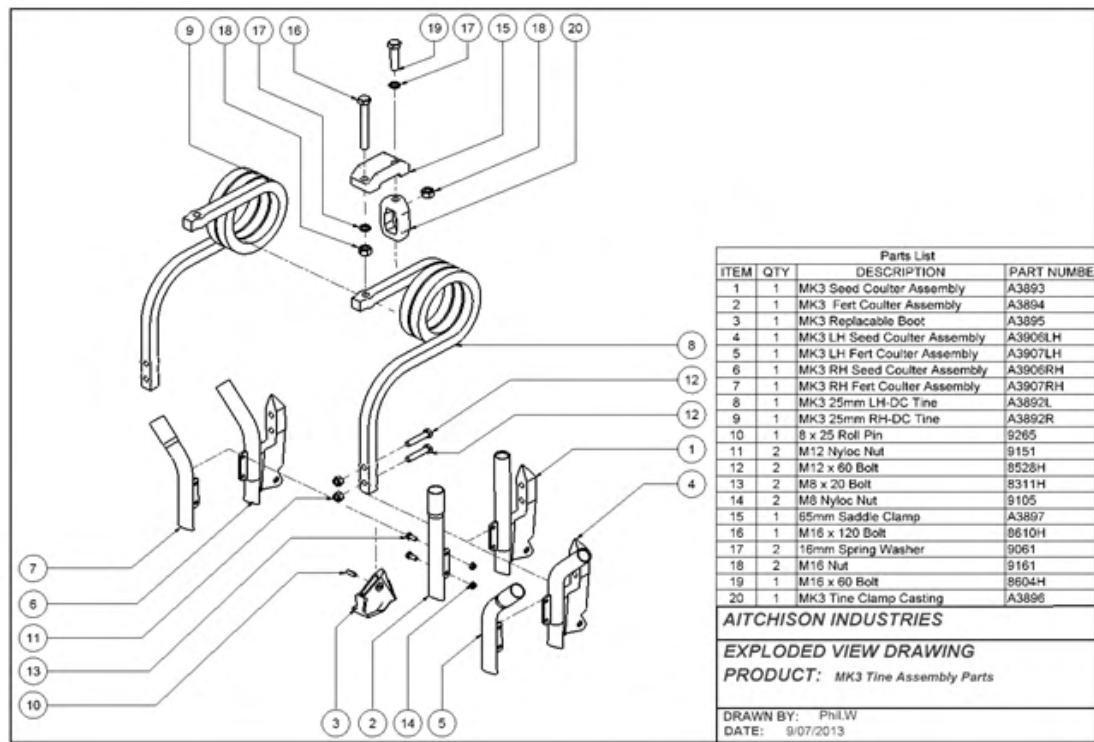 9 18 17 16 19 17 15 18 20
8
12
12
1
4
7
6
11
13
10
3 2 14 5
Parts List
ITEM QTY DESCRIPTION PART NUMBE
1 1 MK3 Seed Coulter Assembly A3893
2 1 MK3 Fert Coulter Assembly A3894
3 1 MK3 Replacable Boot A3895
4 1 MK3 LH Seed Coulter Assembly A3906LH
5 1 MK3 LH Fert Coulter Assembly A3907LH
6 1 MK3 RH Seed Coulter Assembly A3906RH
7 1 MK3 RH Fert Coulter Assembly A3907RH
8 1 MK3 25mm LH-DC Tine A3892L
9 1 MK3 25mm RH-DC Tine A3892R
10 1 8 x 25 Roll Pin 9265
11 2 M12 Nyloc Nut 9151
12 2 M12 x 60 Bolt 8528H
13 2 M8 x 20 Bolt 8311H
14 2 M8 Nyloc Nut 9105
15 1 65mm Saddle Clamp A3897
16 1 M16 x 120 Bolt 8610H
17 2 16mm Spring Washer 9061
18 2 M16 Nut 9161
19 1 M16 x 60 Bolt 8604H
20 1 MK3 Tine Clamp Casting A3896
AITCHISON INDUSTRIES
EXPLODED VIEW DRAWING
PRODUCT: MK3 Tine Assembly Parts
DRAWN BY: Phil.W
DATE: 9/07/2013